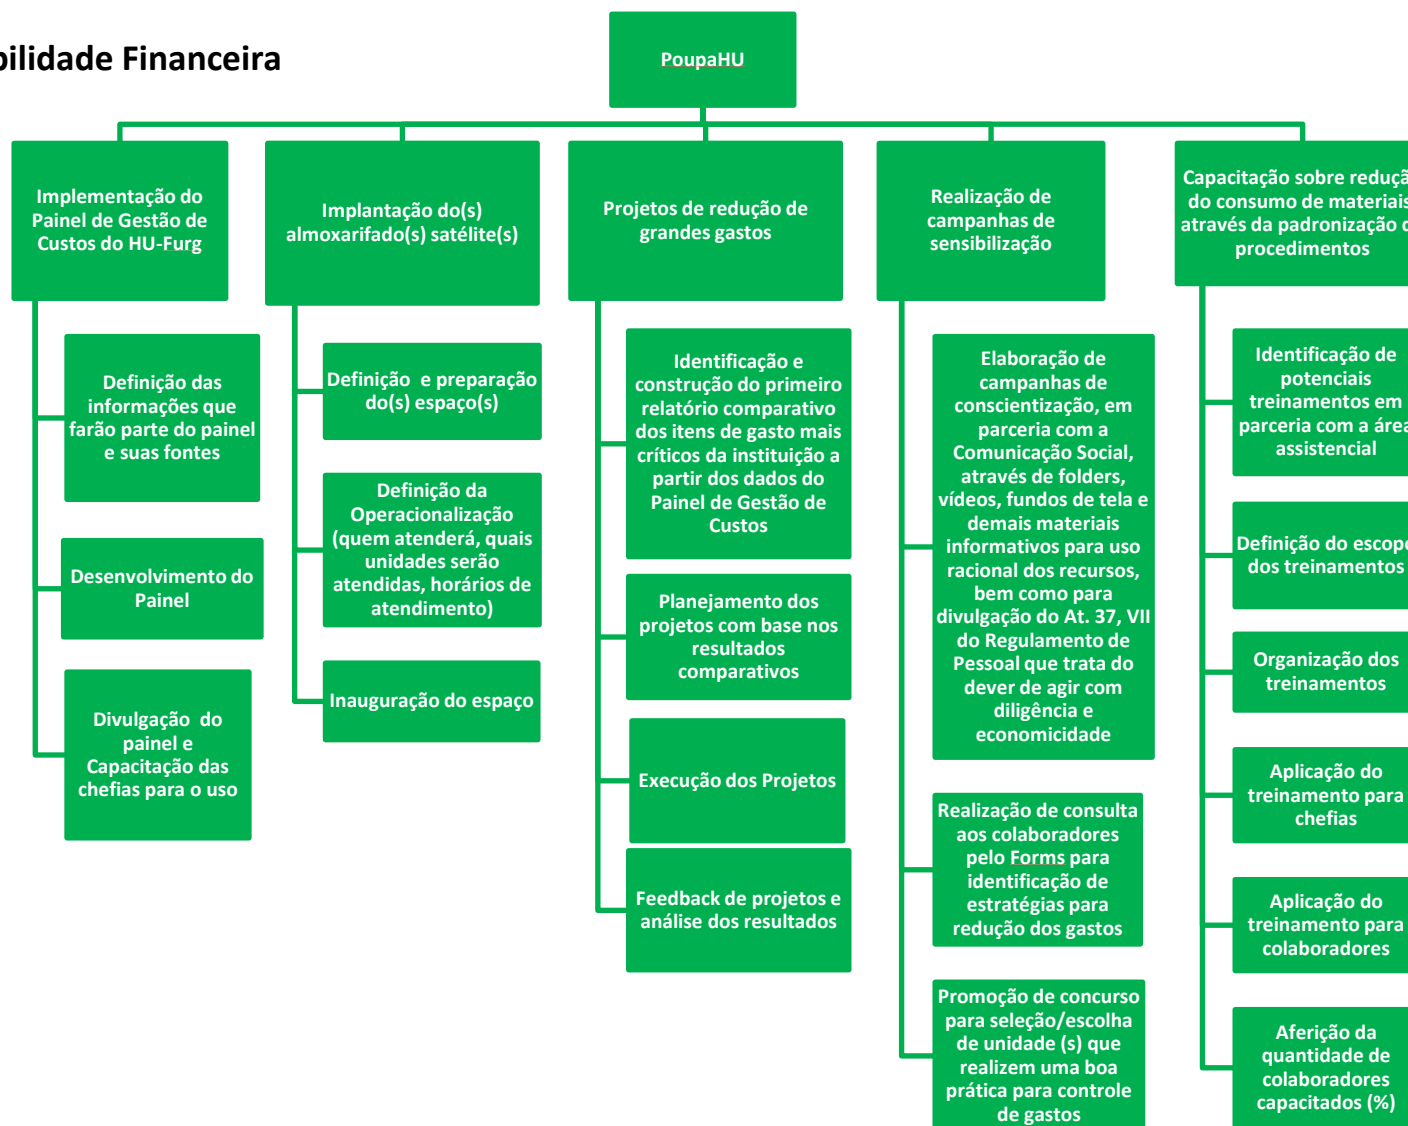 bilidade Financeira
PoupaHU
Implementação do
Painel de Gestão de
Custos do HU-Furg
Definição das
informações que
farão parte do painel
e suas fontes
Desenvolvimento do
Painel
Divulgação do
painel e
Capacitação das
chefias para o uso
Implantação do(s)
almoxarifado(s) satélite(s)
Definição e preparação
do(s) espaço(s)
Definição da
Operacionalização
(quem atenderá, quais
unidades serão
atendidas, horários de
atendimento)
Inauguração do espaço
Projetos de redução de
grandes gastos
Identificação e
construção do primeiro
relatório comparativo
dos itens de gasto mais
críticos da instituição a
partir dos dados do
Painel de Gestão de
Custos
Planejamento dos
projetos com base nos
resultados
comparativos
Execução dos Projetos
Feedback de projetos e
análise dos resultados
Realização de
campanhas de
sensibilização
Elaboração de
campanhas de
conscientização, em
parceria com a
Comunicação Social,
através de folders,
vídeos, fundos de tela e
demais materiais
informativos para uso
racional dos recursos,
bem como para
divulgação do At. 37, VII
do Regulamento de
Pessoal que trata do
dever de agir com
diligência e
economicidade
Realização de consulta
aos colaboradores
pelo Forms para
identificação de
estratégias para
redução dos gastos
Promoção de concurso
para seleção/escolha
de unidade (s) que
realizem uma boa
prática para controle
de gastos
Capacitação sobre reduçã
do consumo de materiais
através da padronização d
procedimentos
Identificação de
potenciais
treinamentos em
parceria com a área
assistencial
Definição do escopo
dos treinamentos
Organização dos
treinamentos
Aplicação do
treinamento para
chefias
Aplicação do
treinamento para
colaboradores
Aferição da
quantidade de
colaboradores
capacitados (%)